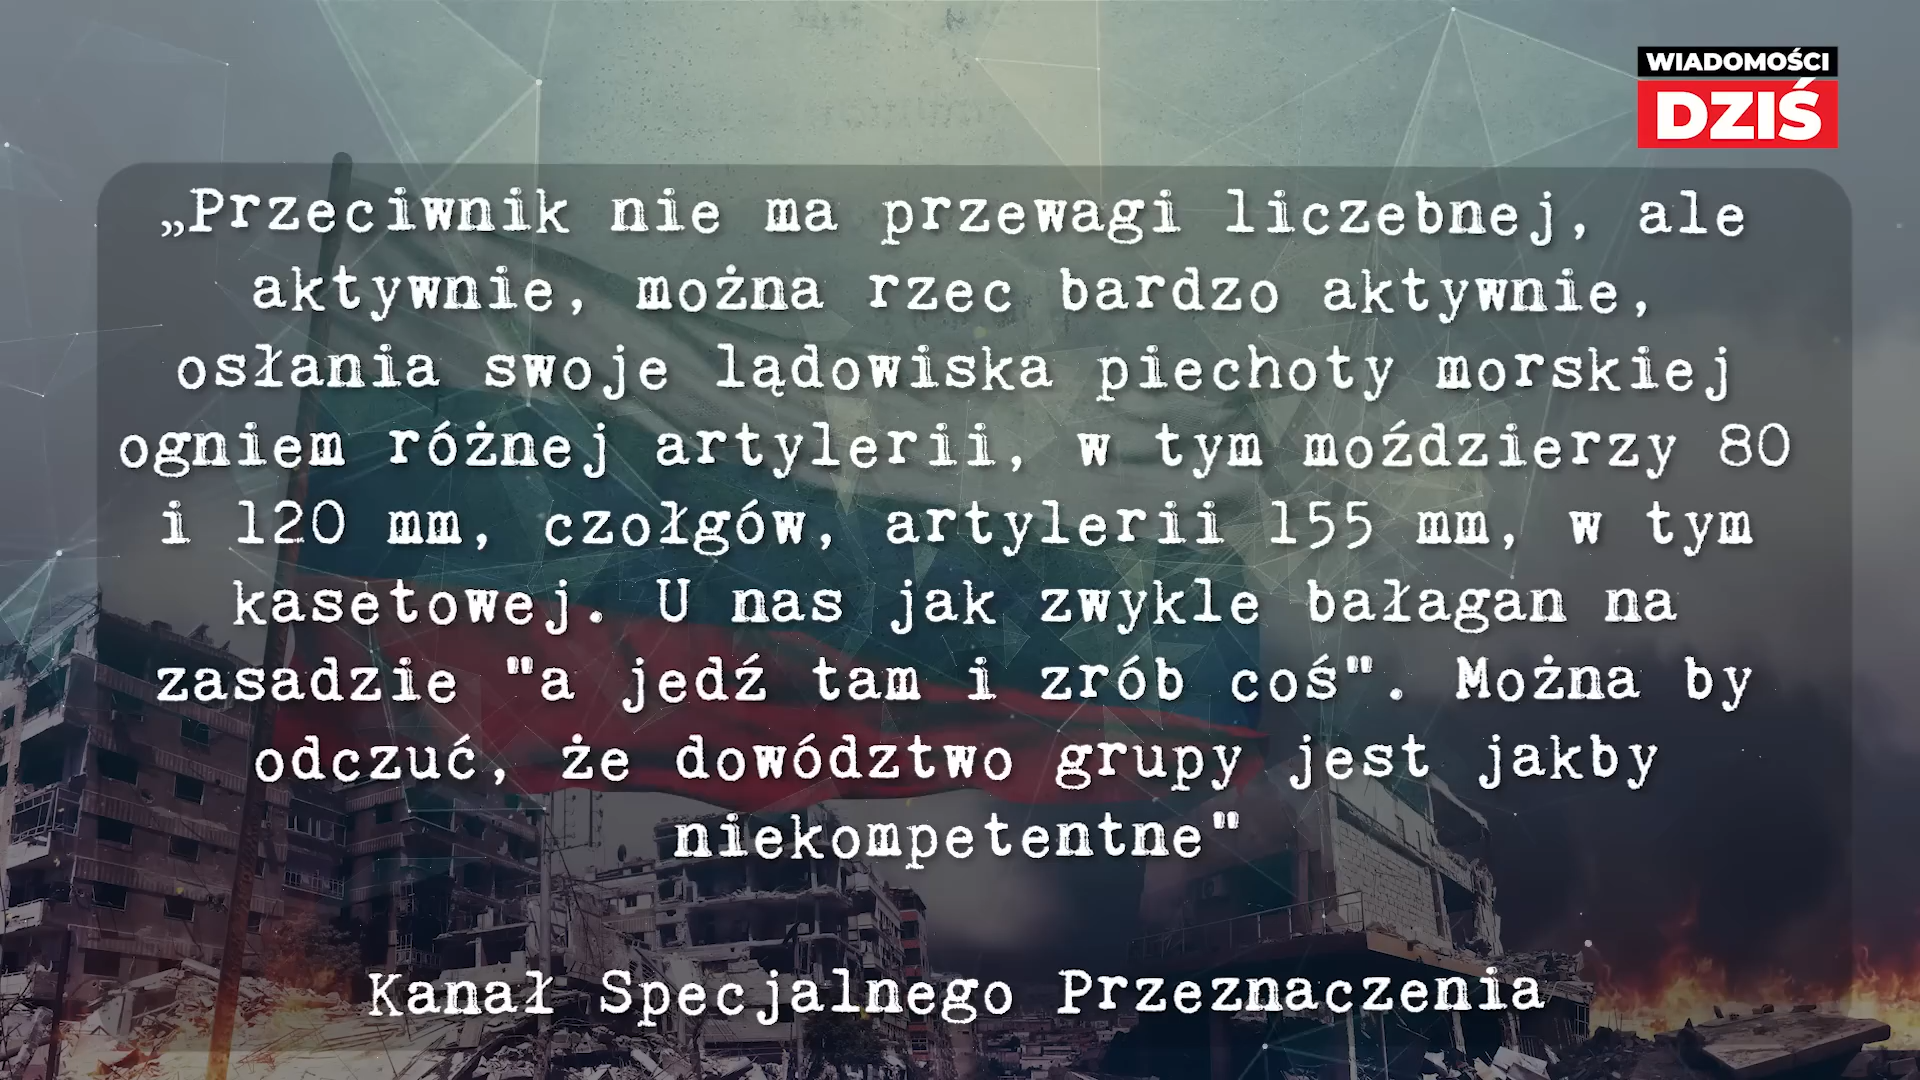 WIADOMOŚCI
DZIŚ
„Przeciwnik nie ma przewagi liczebnej, ale
aktywnie, można rzec bardzo aktywnie,
osłania swoje lądowiska piechoty morskiej
ogniem różnej artylerii, w tym moździerzy 80
i 120 mm, czołgów, artylerii 155 mm, w tym
kasetowej. U nas jak zwykle bałagan na
zasadzie "a jedź tam i zrób coś". Można by
odczuć, że dowództwo grupy jest jakby
niekompetentne"
Kanał Specjalnego Przeznaczenia